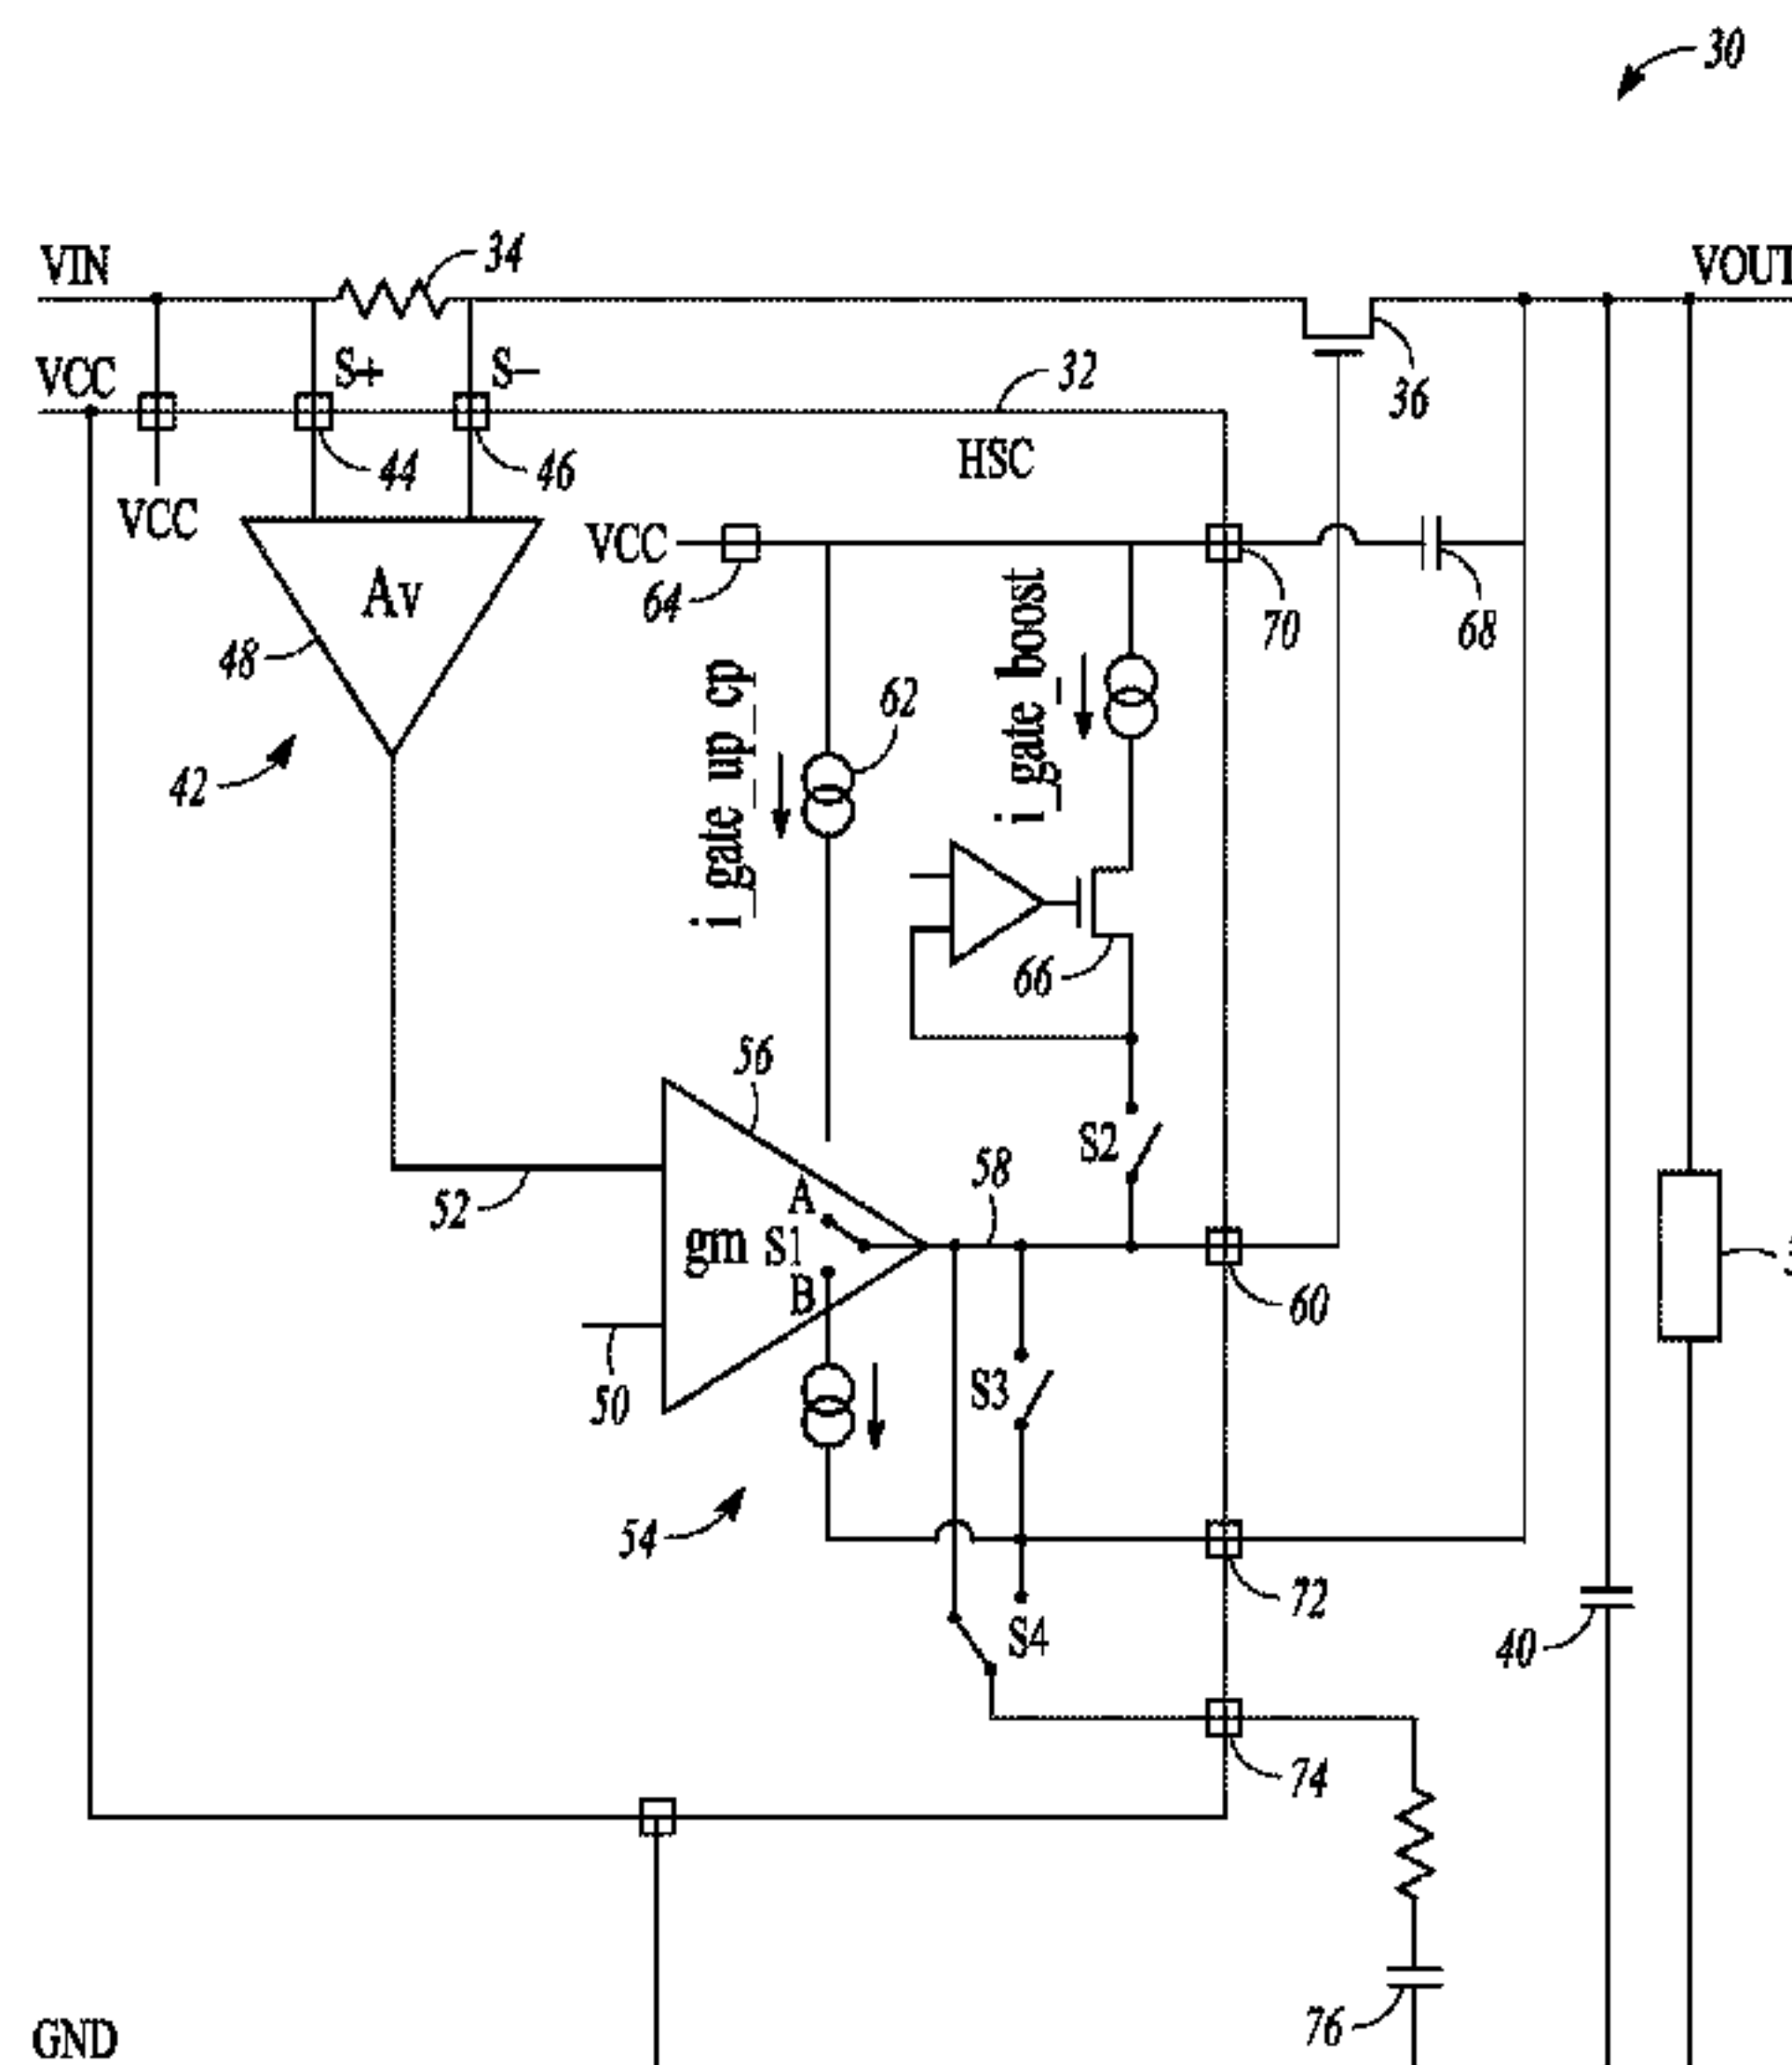 30
VIN
34
VOUT
VCC
S+
S-
32
36
44
46
HSC
VCC
VCC
64
70
68
Av
48
42
i_gate_up_cp
62
i_gate_boost
66
56
52
A
gm S1
B
58
S2
60
50
S3
54
72
S4
40
74
76
GND